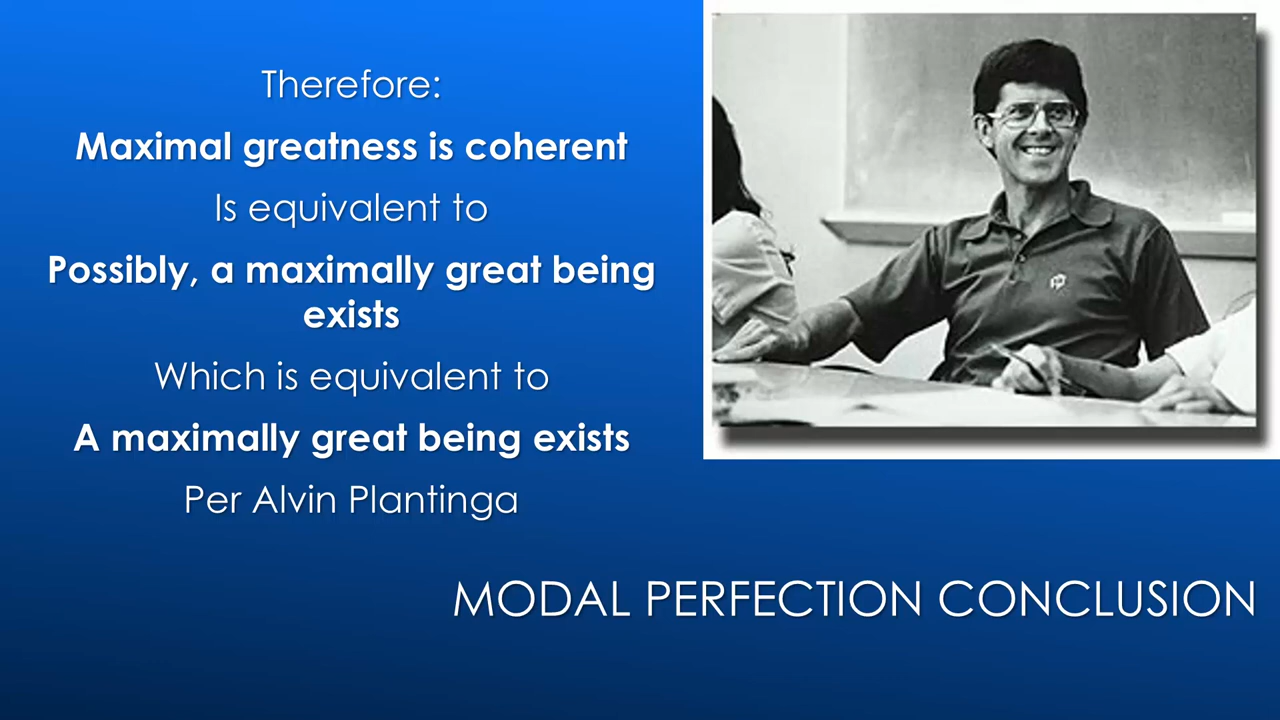 Therefore:
Maximal greatness is coherent
Is equivalent to
Possibly, a maximally great being
exists
Which is equivalent to
A maximally great being exists
Per Alvin Plantinga
MODAL PERFECTION CONCLUSION